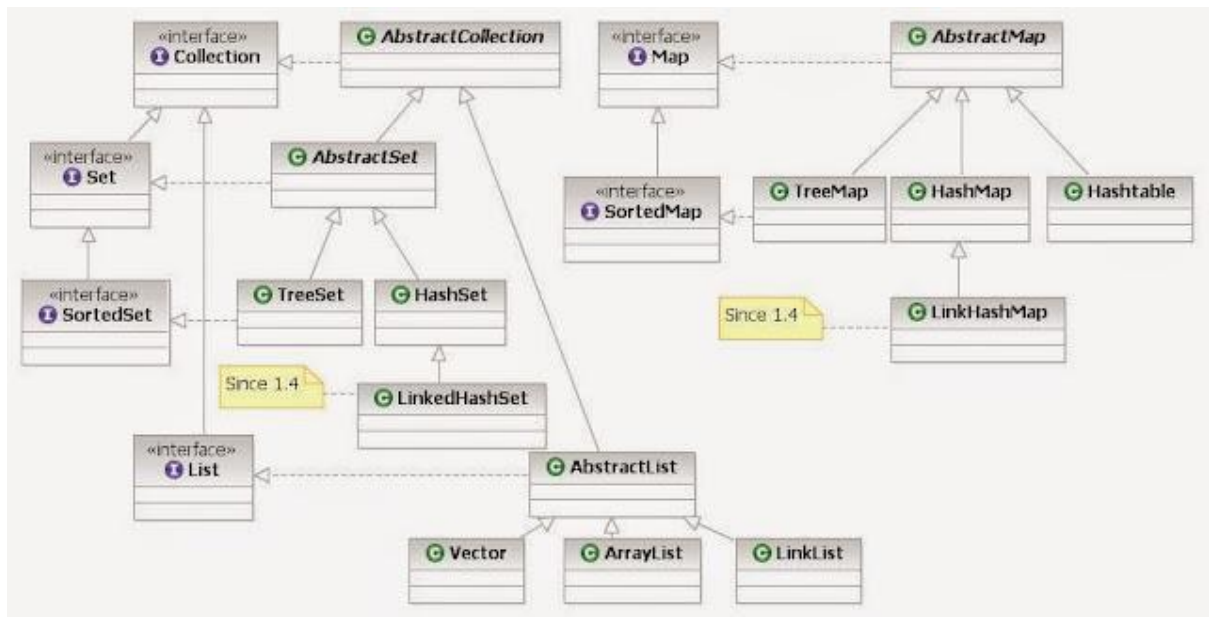 «interface»
Collection
AbstractCollection
«interface»
Map
AbstractMap
«interface»
Set
AbstractSet
«interface»
SortedMap
TreeMap
HashMap
Hashtable
«interface»
SortedSet
TreeSet
HashSet
Since 1.4
LinkHashMap
Since 1.4
LinkedHashSet
«interface»
List
AbstractList
Vector
ArrayList
LinkList